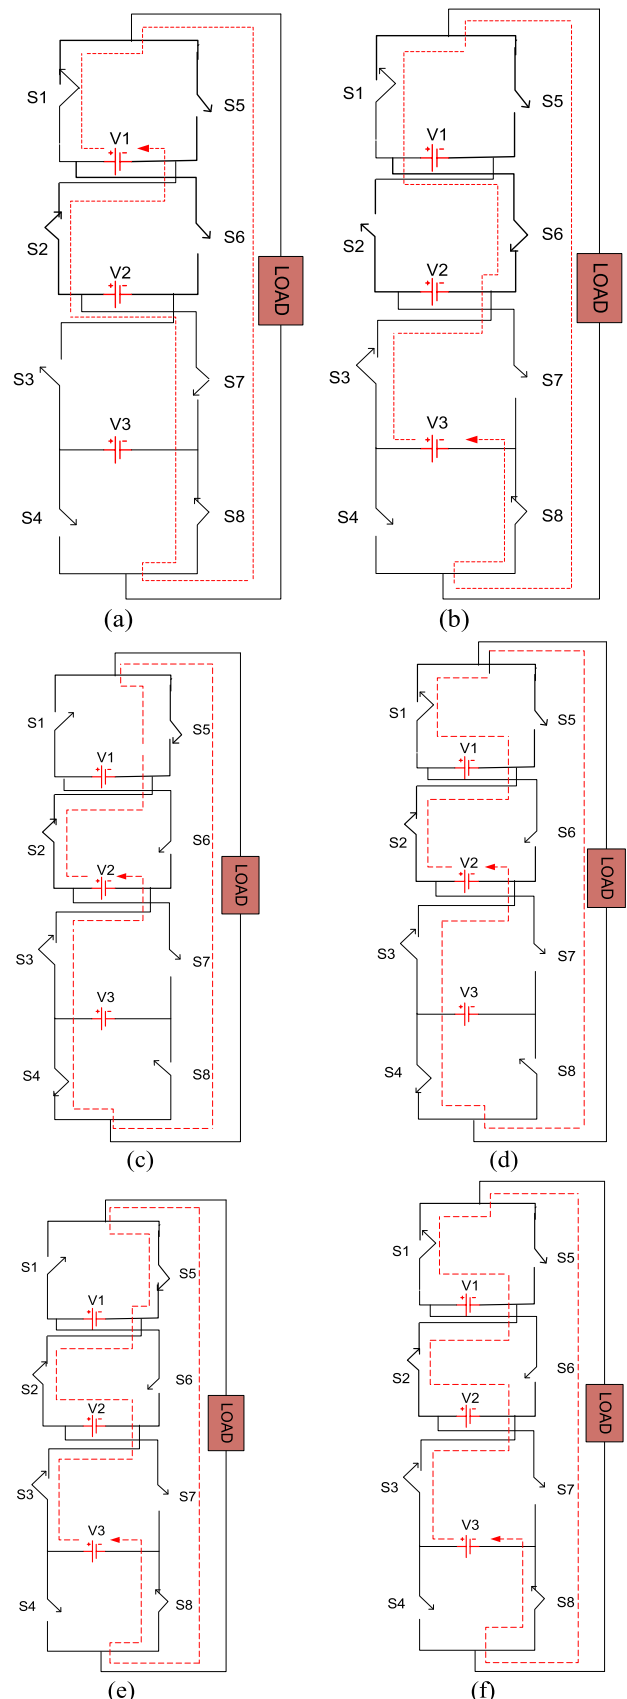 S1
S5
V1
+ -
S2
S6
V2
+ -
LOAD
S3
S7
V3
+ -
S4
S8
(a)
S1
S5
V1
+ -
S2
S6
V2
+ -
LOAD
S3
S7
V3
+ -
S4
S8
(b)
S1
S5
V1
+ -
S2
S6
V2
+ -
LOAD
S3
S7
V3
+ -
S4
S8
(c)
S1
S5
V1
+ -
S2
S6
V2
+ -
LOAD
S3
S7
V3
+ -
S4
S8
(d)
S1
S5
V1
+ -
S2
S6
V2
+ -
LOAD
S3
S7
V3
+ -
S4
S8
(e)
S1
S5
V1
+ -
S2
S6
V2
+ -
LOAD
S3
S7
V3
+ -
S4
S8
(f)